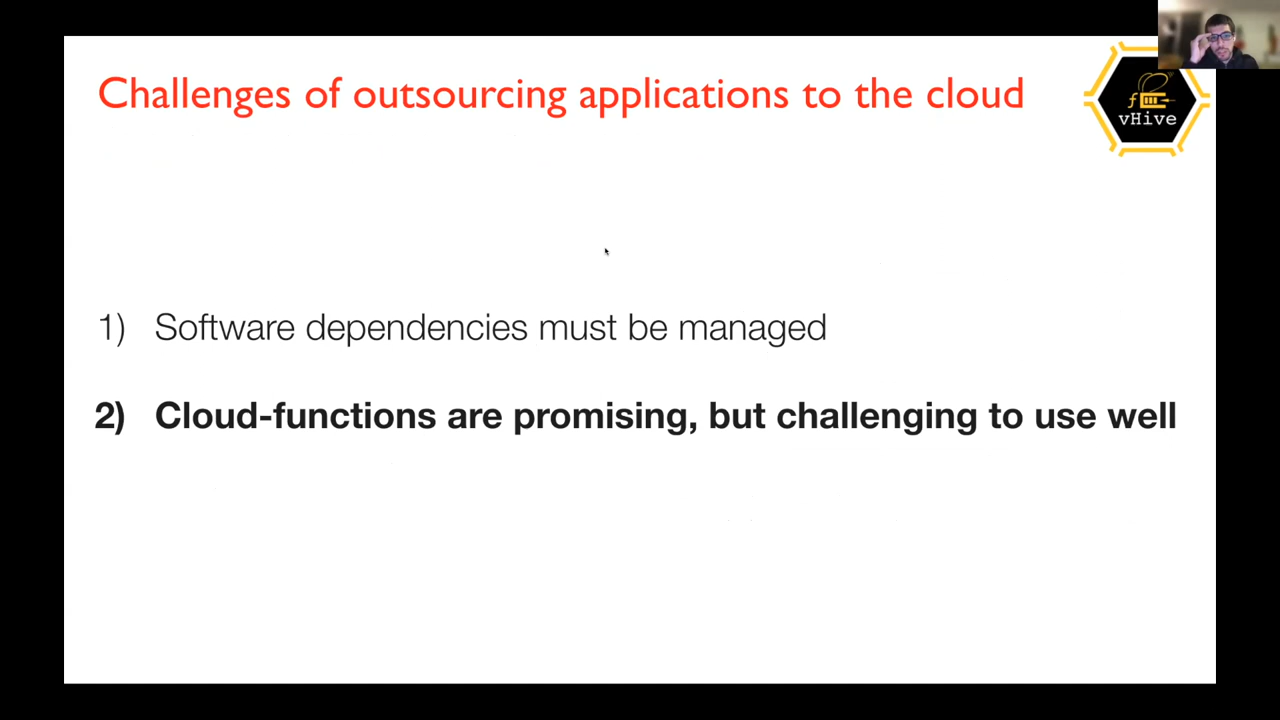 Challenges of outsourcing applications to the cloud
vHive
1) Software dependencies must be managed
2) Cloud-functions are promising, but challenging to use well